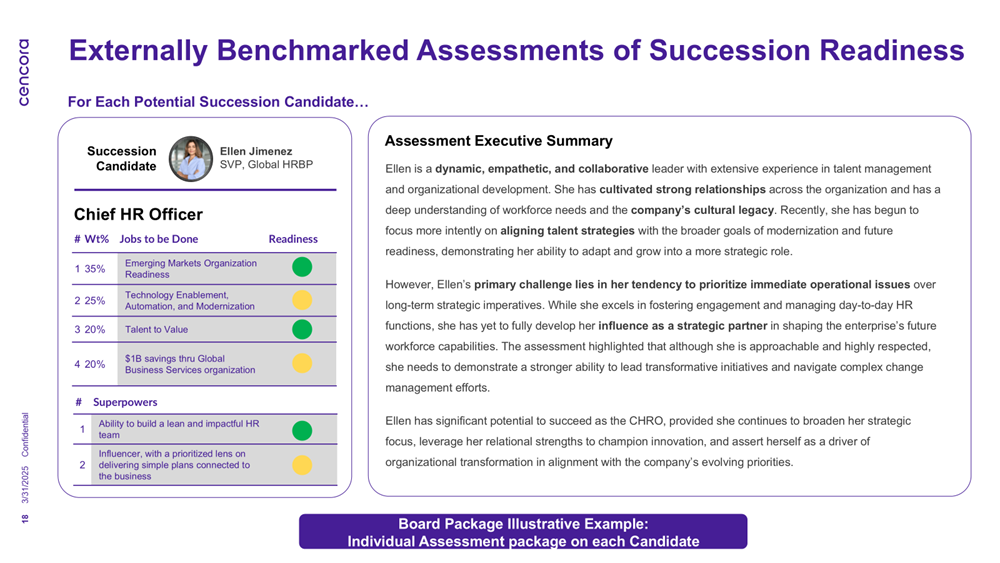 Externally Benchmarked Assessments of Succession Readiness
For Each Potential Succession Candidate…
Succession
Candidate
Ellen Jimenez
SVP, Global HRBP
Chief HR Officer
# Wt% Jobs to be Done Readiness
1 35% Emerging Markets Organization
Readiness
2 25% Technology Enablement,
Automation, and Modernization
3 20% Talent to Value
4 20% $1B savings thru Global
Business Services organization
# Superpowers
1 Ability to build a lean and impactful HR
team
2 Influencer, with a prioritized lens on
delivering simple plans connected to
the business
Assessment Executive Summary
Ellen is a dynamic, empathetic, and collaborative leader with extensive experience in talent management
and organizational development. She has cultivated strong relationships across the organization and has a
deep understanding of workforce needs and the company's cultural legacy. Recently, she has begun to
focus more intently on aligning talent strategies with the broader goals of modernization and future
readiness, demonstrating her ability to adapt and grow into a more strategic role.
However, Ellen's primary challenge lies in her tendency to prioritize immediate operational issues over
long-term strategic imperatives. While she excels in fostering engagement and managing day-to-day HR
functions, she has yet to fully develop her influence as a strategic partner in shaping the enterprise's future
workforce capabilities. The assessment highlighted that although she is approachable and highly respected,
she needs to demonstrate a stronger ability to lead transformative initiatives and navigate complex change
management efforts.
Ellen has significant potential to succeed as the CHRO, provided she continues to broaden her strategic
focus, leverage her relational strengths to champion innovation, and assert herself as a driver of
organizational transformation in alignment with the company's evolving priorities.
Board Package Illustrative Example:
Individual Assessment package on each Candidate
cencora
18 3/31/2025 Confidential